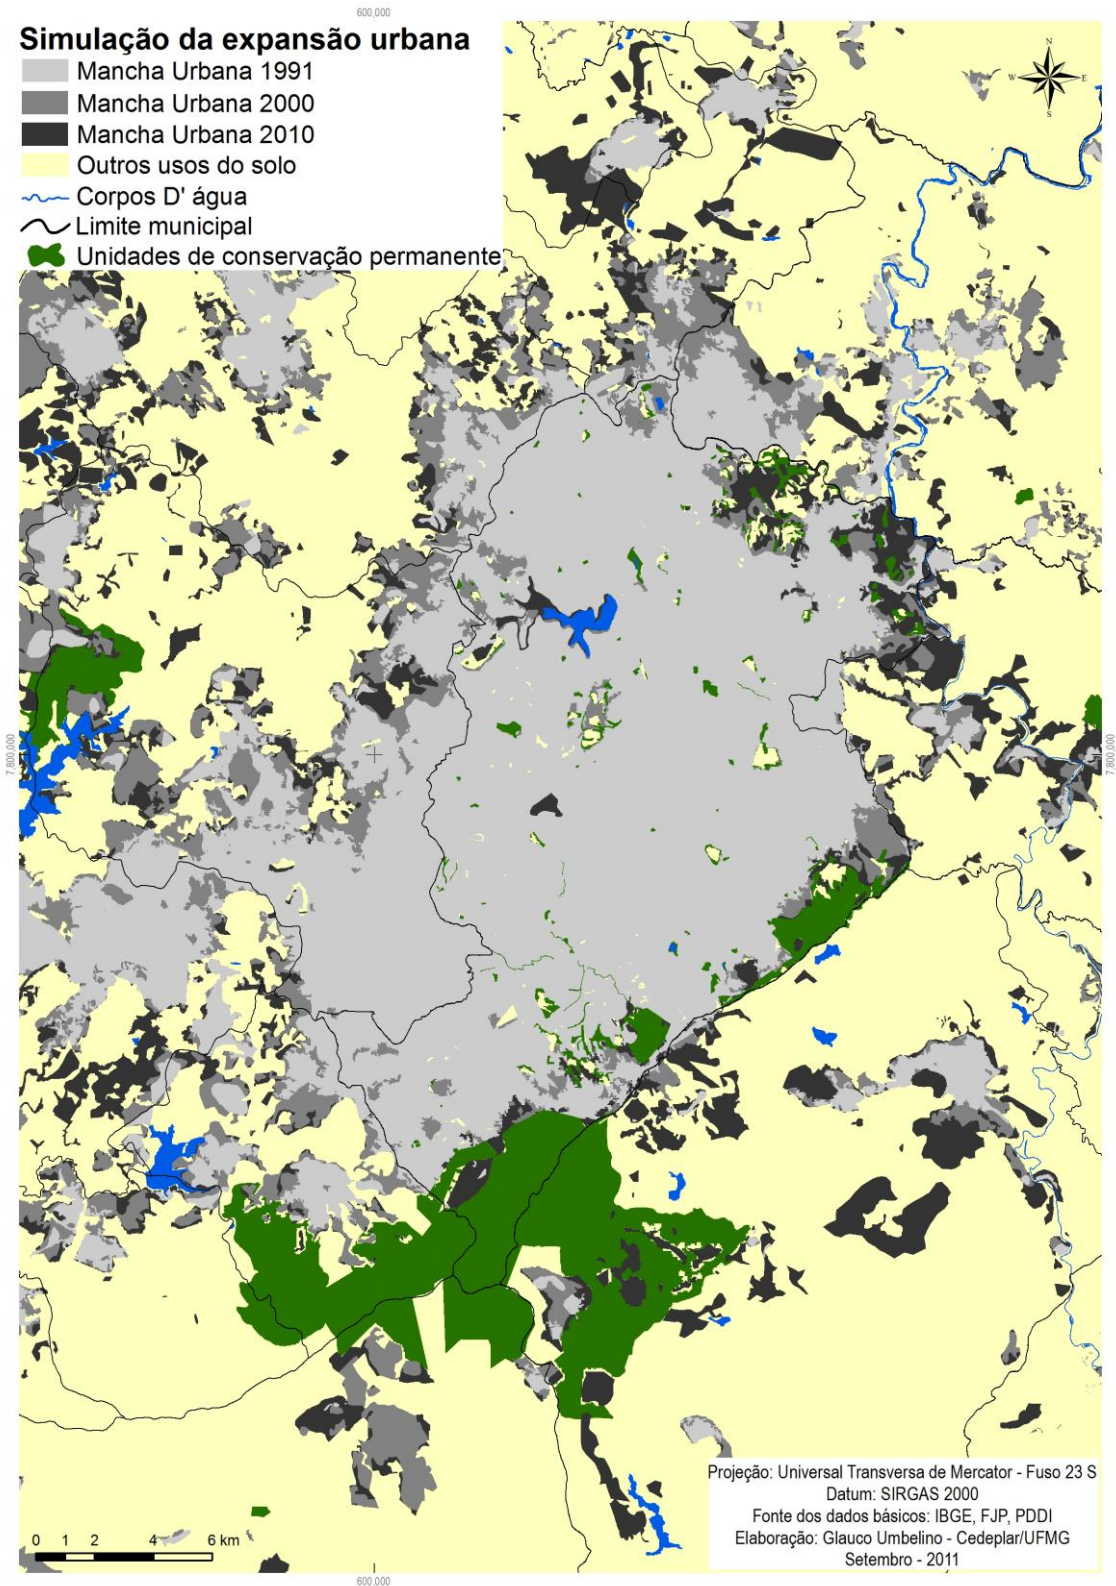 600,000
Simulação da expansão urbana
Mancha Urbana 1991
Mancha Urbana 2000
Mancha Urbana 2010
Outros usos do solo
Corpos D' água
Limite municipal
Unidades de conservação permanente
N
W
E
S
7,800,000
7,800,000
Projeção: Universal Transversa de Mercator - Fuso 23 S
Datum: SIRGAS 2000
Fonte dos dados básicos: IBGE, FJP, PDDI
Elaboração: Glauco Umbelino - Cedeplar/UFMG
Setembro - 2011
0 1 2 4 6 km
600,000